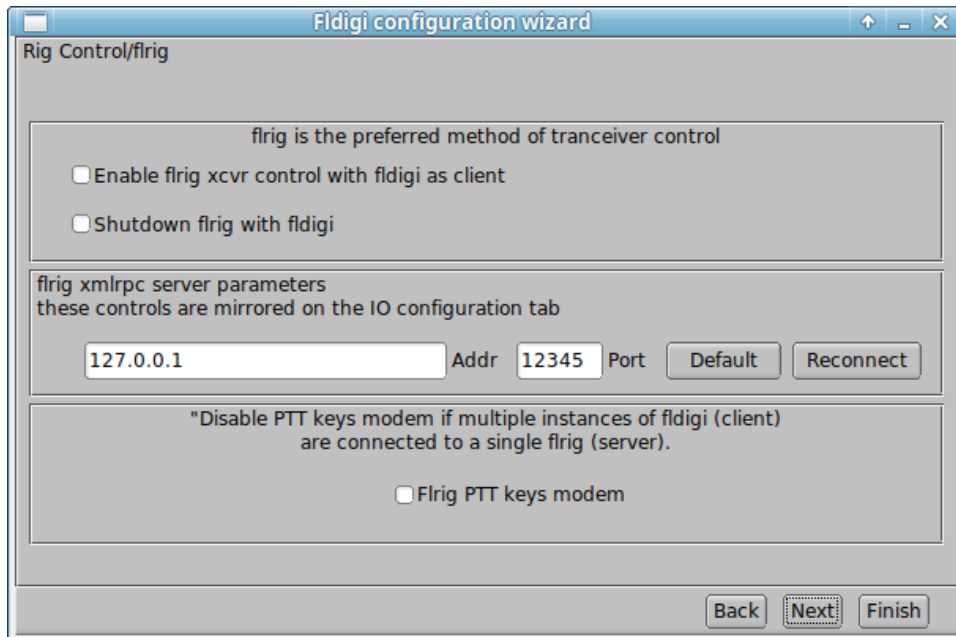 Fldigi configuration wizard
Rig Control/flrig
flrig is the preferred method of tranceiver control
Enable flrig xcvr control with fldigi as client
Shutdown flrig with fldigi
flrig xmlrpc server parameters
these controls are mirrored on the IO configuration tab
127.0.0.1 Addr 12345 Port Default Reconnect
"Disable PTT keys modem if multiple instances of fldigi (client)
are connected to a single flrig (server).
Flrig PTT keys modem
Back Next Finish